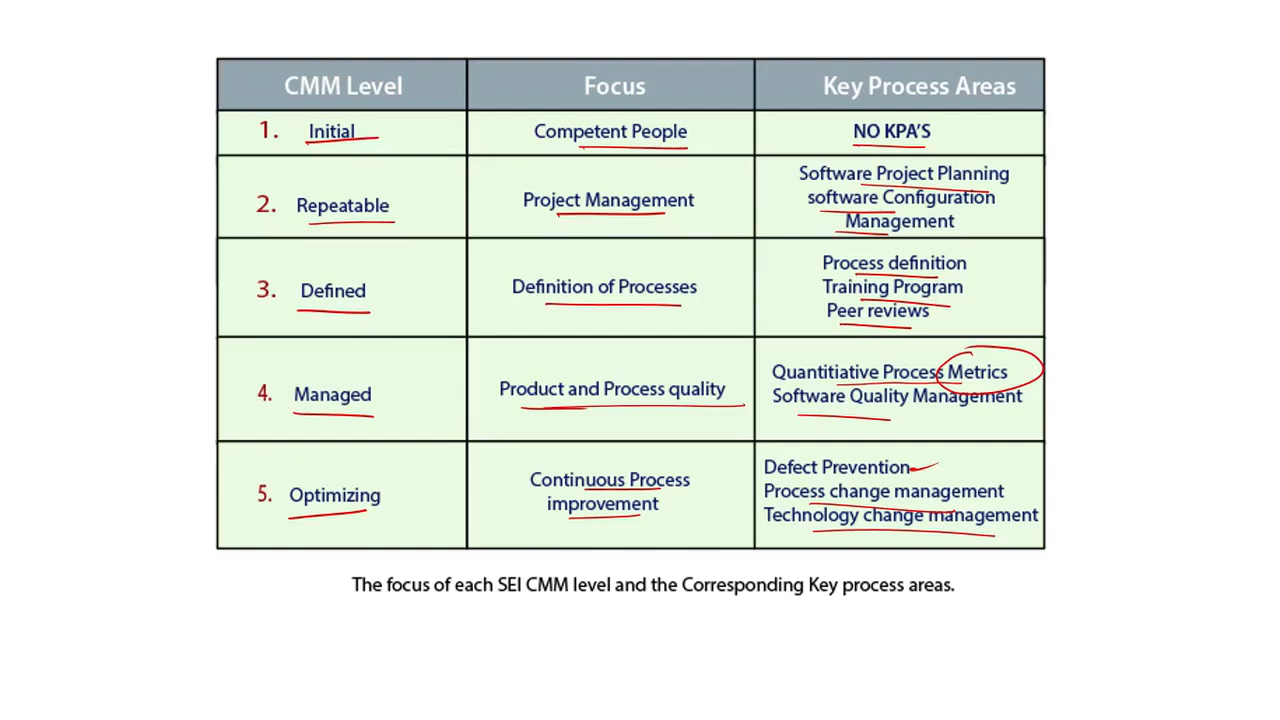 CMM Level Focus Key Process Areas
1. Initial Competent People NO KPA'S
2. Repeatable Project Management Software Project Planning
software Configuration
Management
3. Defined Definition of Processes Process definition
Training Program
Peer reviews
4. Managed Product and Process quality Quantitiative Process Metrics
Software Quality Management
5. Optimizing Continuous Process
improvement Defect Prevention
Process change management
Technology change management
The focus of each SEI CMM level and the Corresponding Key process areas.